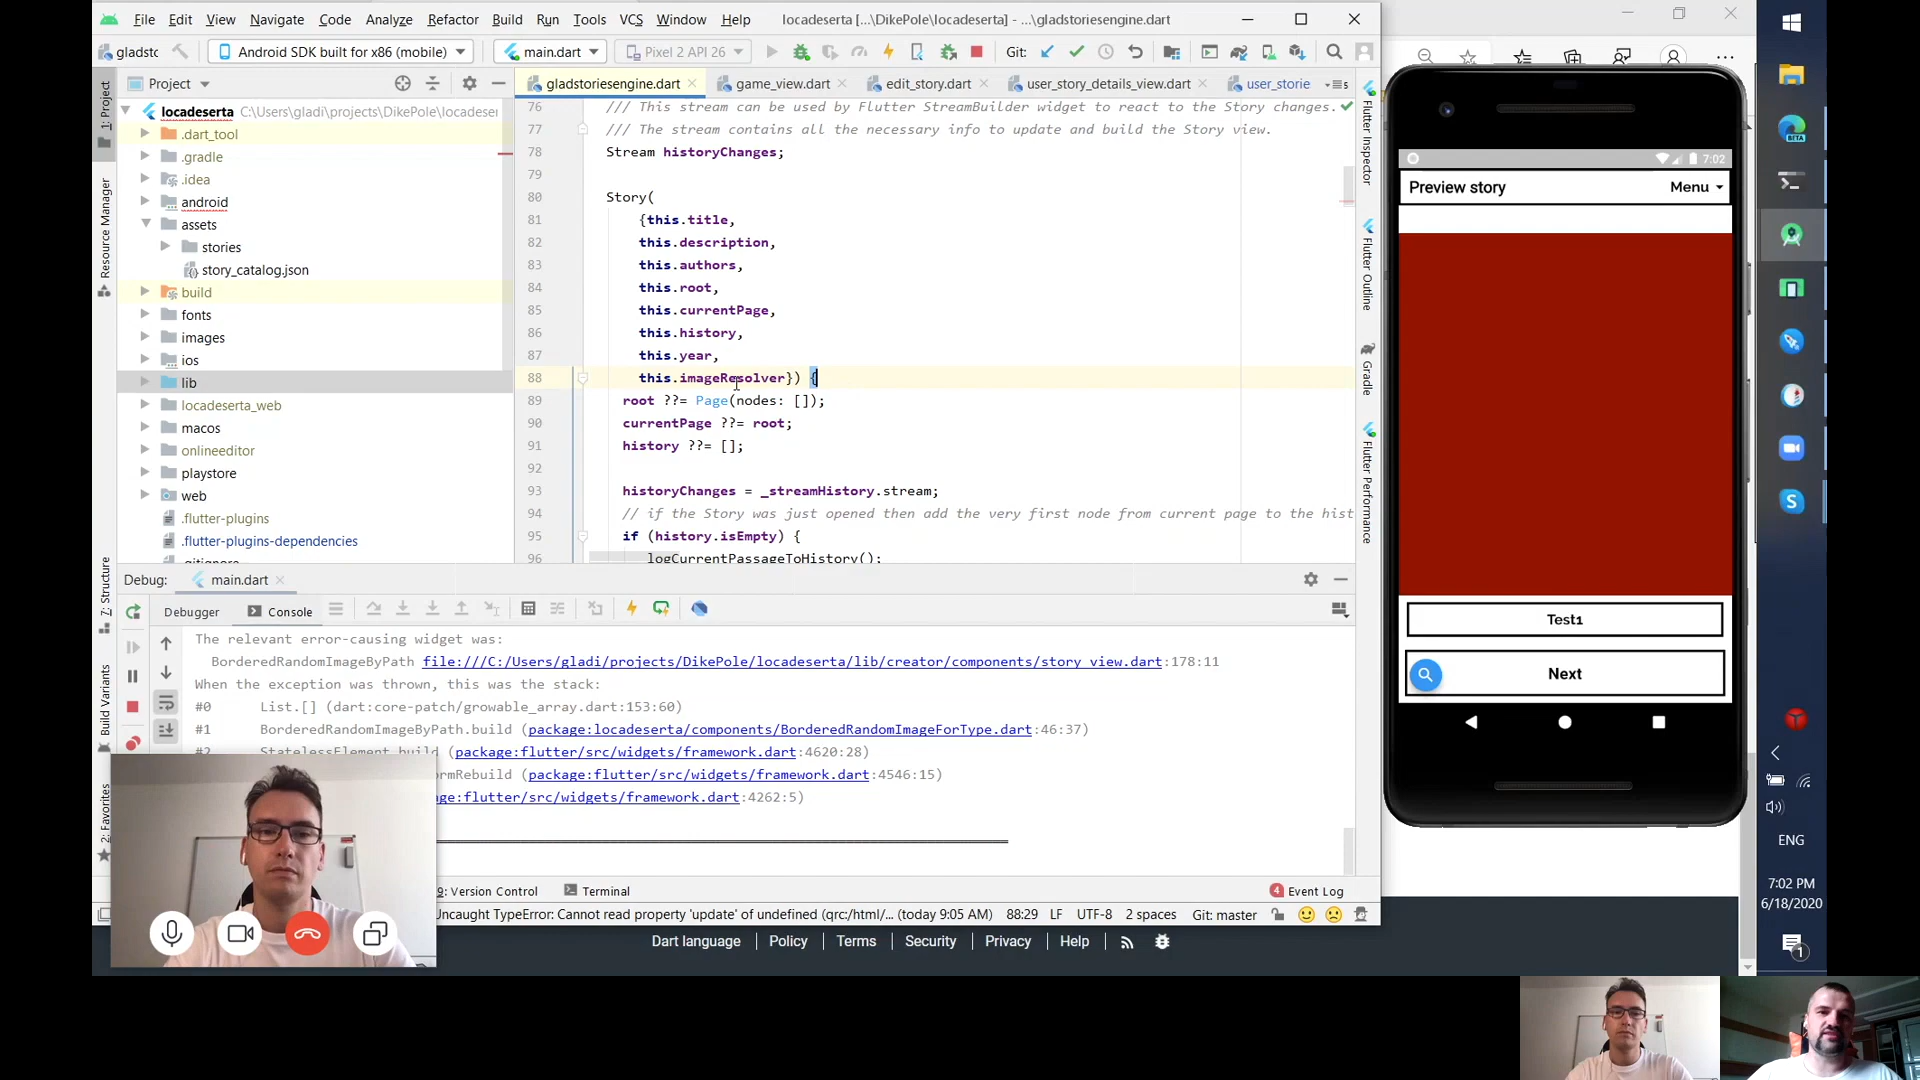 File Edit View Navigate Code Analyze Refactor Build Run Tools VCS Window Help locadeserta [...\DikePole\locadeserta] - ...\gladstoriesengine.dart
gladstc Android SDK built for x86 (mobile) main.dart Pixel 2 API 26 Git:
Project
gladstoriesengine.dart game_view.dart edit_story.dart user_story_details_view.dart user_storie
1: Project
Resource Manager
7: Structure
Build Variants
2: Favorites
locadeserta C:\Users\gladi\projects\DikePole\locadeser
.dart_tool
.gradle
.idea
android
assets
stories
story_catalog.json
build
fonts
images
ios
lib
locadeserta_web
macos
onlineeditor
playstore
web
.flutter-plugins
.flutter-plugins-dependencies
.gitignore
76 /// This stream can be used by Flutter StreamBuilder widget to react to the Story changes.
77 /// The stream contains all the necessary info to update and build the Story view.
78 Stream historyChanges;
79
80 Story(
81 {this.title,
82 this.description,
83 this.authors,
84 this.root,
85 this.currentPage,
86 this.history,
87 this.year,
88 this.imageResolver}) {
89 root ??= Page(nodes: []);
90 currentPage ??= root;
91 history ??= [];
92
93 historyChanges = _streamHistory.stream;
94 // if the Story was just opened then add the very first node from current page to the hist
95 if (history.isEmpty) {
96 logCurrentPassageToHistory();
Flutter Inspector
Flutter Outline
Gradle
Flutter Performance
Debug: main.dart
Debugger Console
The relevant error-causing widget was:
BorderedRandomImageByPath file:///C:/Users/gladi/projects/DikePole/locadeserta/lib/creator/components/story_view.dart:178:11
When the exception was thrown, this was the stack:
#0 List.[] (dart:core-patch/growable_array.dart:153:60)
#1 BorderedRandomImageByPath.build (package:locadeserta/components/BorderedRandomImageForType.dart:46:37)
#2 StatelessElement.build (package:flutter/src/widgets/framework.dart:4620:28)
ormRebuild (package:flutter/src/widgets/framework.dart:4546:15)
age:flutter/src/widgets/framework.dart:4262:5)
9: Version Control Terminal 4 Event Log
Uncaught TypeError: Cannot read property 'update' of undefined (qrc:/html/... (today 9:05 AM) 88:29 LF UTF-8 2 spaces Git: master
Dart language Policy Terms Security Privacy Help
7:02
Preview story Menu
Test1
Next
BETA
ENG
7:02 PM
6/18/2020
1